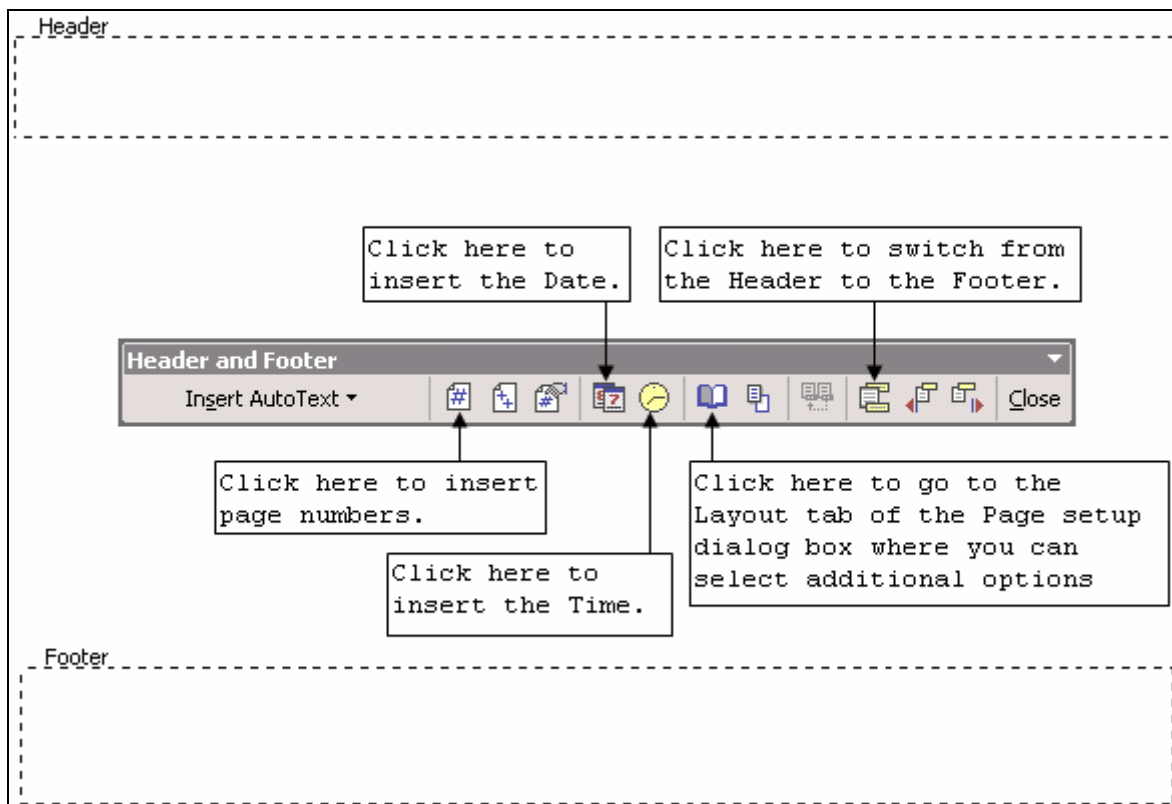 Header
Click here to
insert the Date.
Click here to switch from
the Header to the Footer.
Header and Footer
Insert AutoText
Close
Click here to insert
page numbers.
Click here to go to the
Layout tab of the Page setup
dialog box where you can
select additional options
Click here to
insert the Time.
Footer